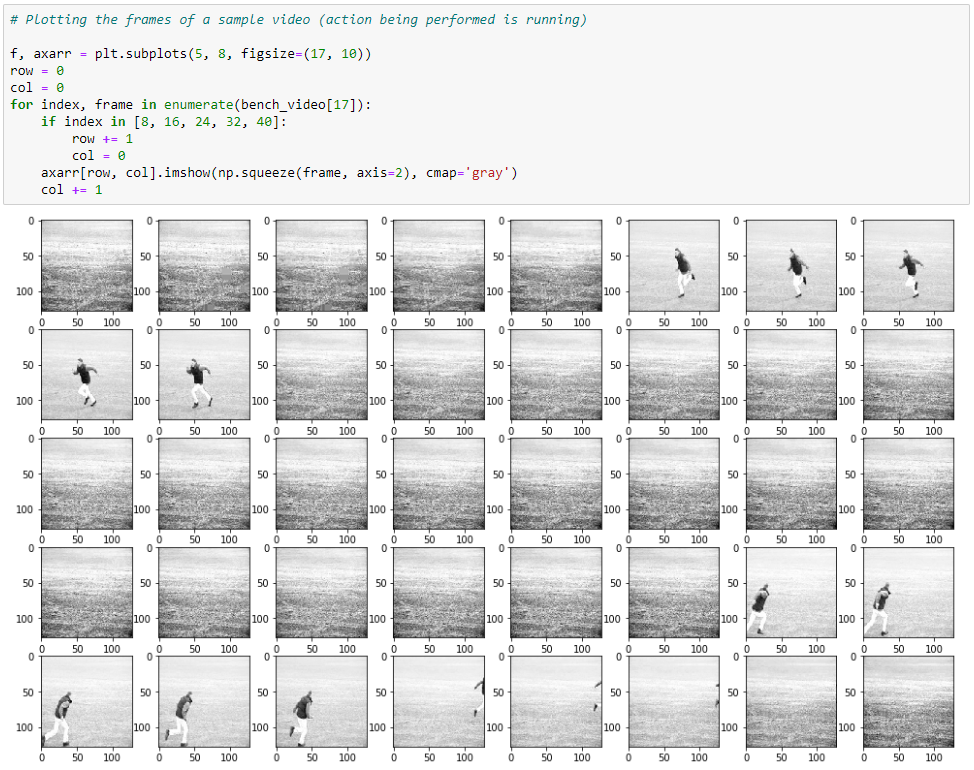 # Plotting the frames of a sample video (action being performed is running)
f, axarr = plt.subplots(5, 8, figsize=(17, 10))
row = 0
col = 0
for index, frame in enumerate(bench_video[17]):
    if index in [8, 16, 24, 32, 40]:
        row += 1
        col = 0
    axarr[row, col].imshow(np.squeeze(frame, axis=2), cmap='gray')
    col += 1
0 0 0 0 0 0 0 0
50 50 50 50 50 50 50 50
100 100 100 100 100 100 100 100
0 50 100 0 50 100 0 50 100 0 50 100 0 50 100 0 50 100 0 50 100 0 50 100
0 0 0 0 0 0 0 0
50 50 50 50 50 50 50 50
100 100 100 100 100 100 100 100
0 50 100 0 50 100 0 50 100 0 50 100 0 50 100 0 50 100 0 50 100 0 50 100
0 0 0 0 0 0 0 0
50 50 50 50 50 50 50 50
100 100 100 100 100 100 100 100
0 50 100 0 50 100 0 50 100 0 50 100 0 50 100 0 50 100 0 50 100 0 50 100
0 0 0 0 0 0 0 0
50 50 50 50 50 50 50 50
100 100 100 100 100 100 100 100
0 50 100 0 50 100 0 50 100 0 50 100 0 50 100 0 50 100 0 50 100 0 50 100
0 0 0 0 0 0 0 0
50 50 50 50 50 50 50 50
100 100 100 100 100 100 100 100
0 50 100 0 50 100 0 50 100 0 50 100 0 50 100 0 50 100 0 50 100 0 50 100